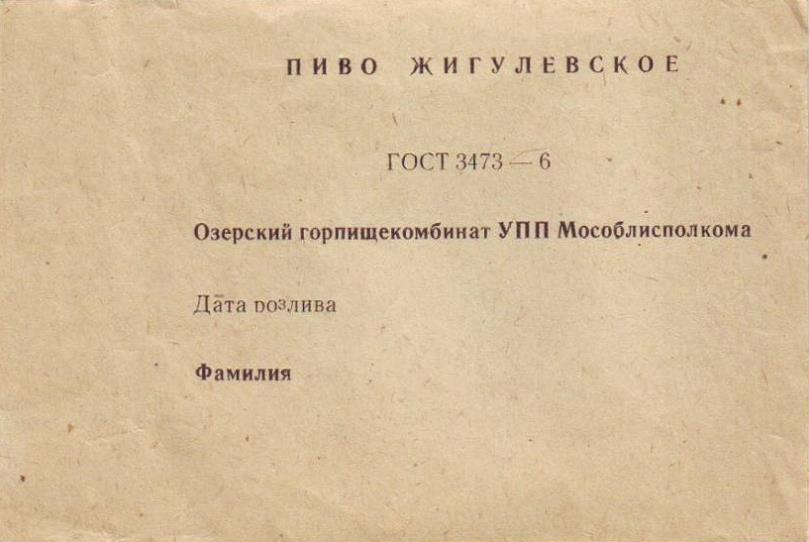 ПИВО ЖИГУЛЕВСКОЕ
ГОСТ 3473 — 6
Озерский горпищекомбинат УПП Мособлисполкома
Дата розлива
Фамилия